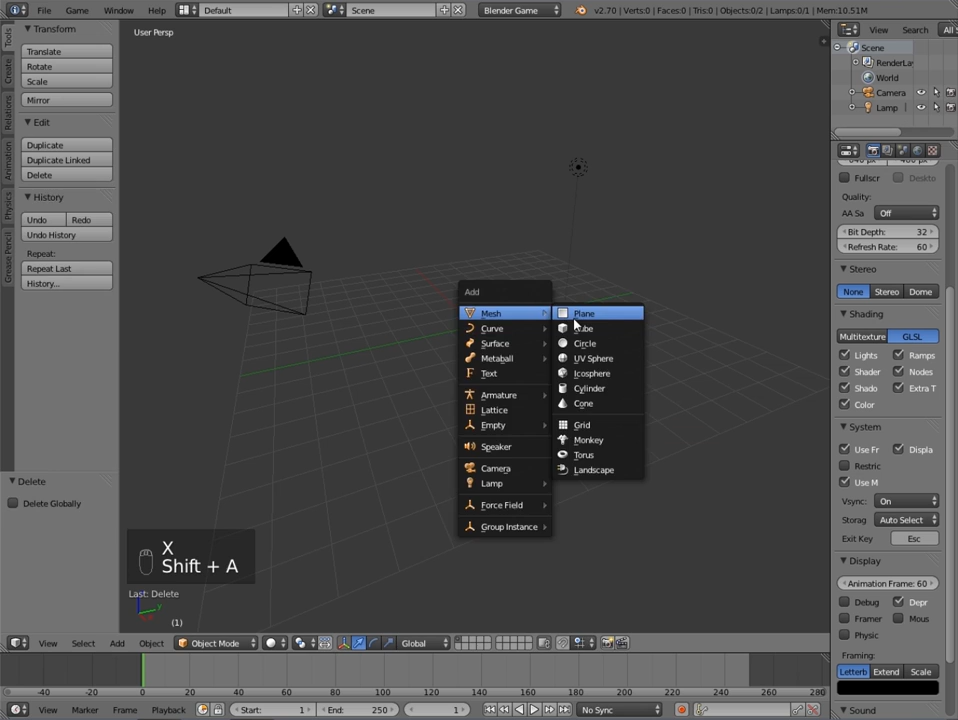 File Game Window Help Default Scene Blender Game v2.70 | Verts:0 | Faces:0 | Tris:0 | Objects:0/2 | Lamps:0/1 | Mem:10.51M
Tools
Create
Relations
Animation
Physics
Grease Pencil
Transform
Translate
Rotate
Scale
Mirror
Edit
Duplicate
Duplicate Linked
Delete
History
Undo Redo
Undo History
Repeat:
Repeat Last
History...
Delete
Delete Globally
User Persp
Add
Mesh
Curve
Surface
Metaball
Text
Armature
Lattice
Empty
Speaker
Camera
Lamp
Force Field
Group Instance
Plane
Cube
Circle
UV Sphere
Icosphere
Cylinder
Cone
Grid
Monkey
Torus
Landscape
X
Shift + A
Last: Delete
y
(1)
View Select Add Object Object Mode Global
-40 -20 0 20 40 60 80 100 120 140 160 180 200 220 240 260 280
View Marker Frame Playback Start: 1 End: 250 1 No Sync
View Search All S
Scene
RenderLay
World
Camera
Lamp
Fullscr Deskto
Quality:
AA Sa Off
Bit Depth: 32
Refresh Rate: 60
Stereo
None Stereo Dome
Shading
Multitexture GLSL
Lights Ramps
Shader Nodes
Shado Extra T
Color
System
Use Fr Displa
Restric
Use M
Vsync: On
Storag Auto Select
Exit Key Esc
Display
Animation Frame: 60
Debug Depr
Framer Mous
Physic
Framing:
Letterb Extend Scale
Sound